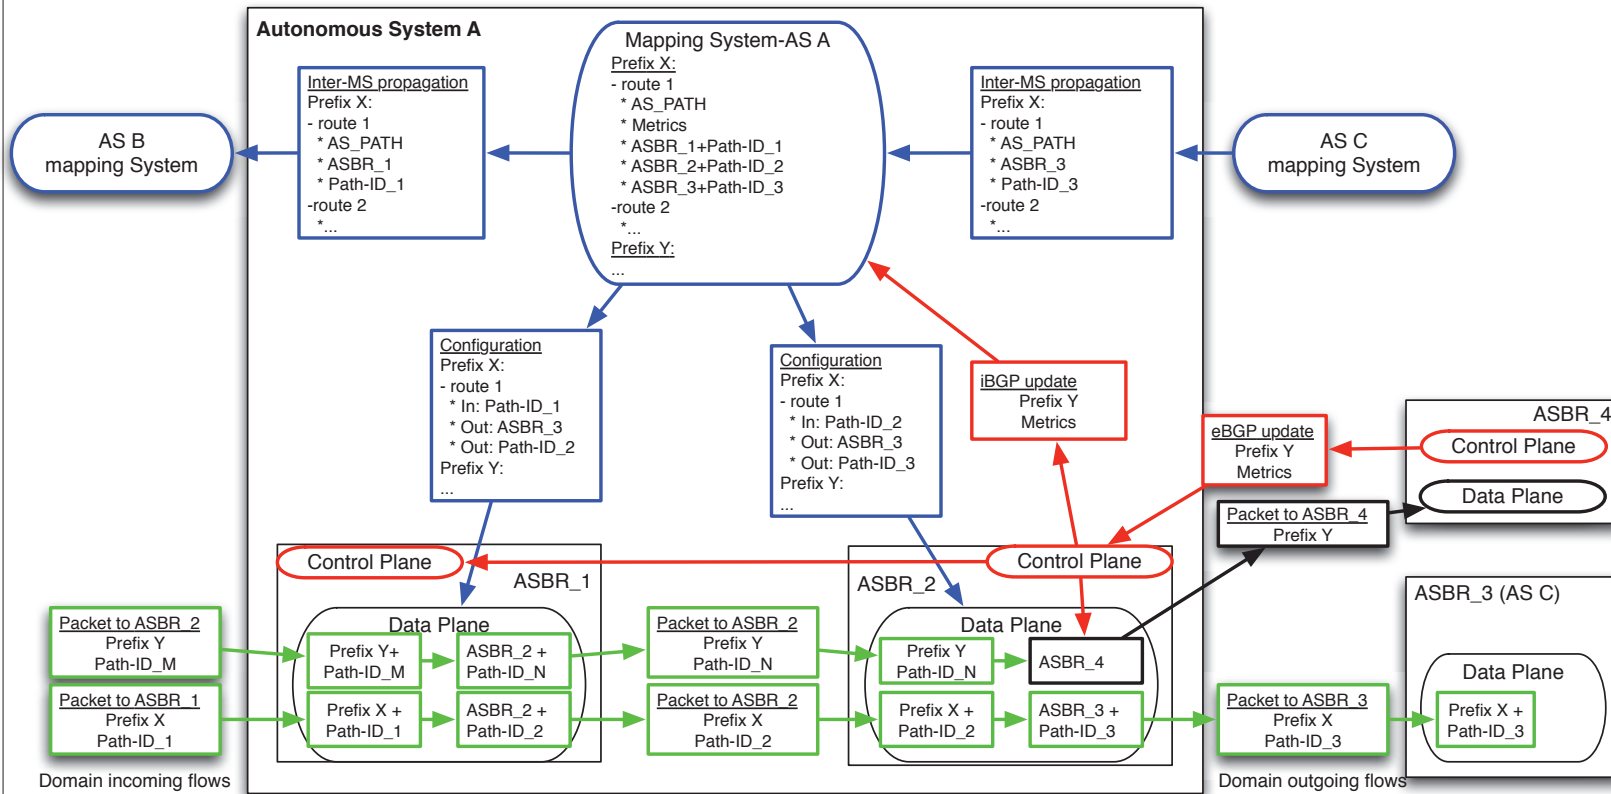 Autonomous System A
Mapping System-AS A
Prefix X:
- route 1
* AS_PATH
* Metrics
* ASBR_1+Path-ID_1
* ASBR_2+Path-ID_2
* ASBR_3+Path-ID_3
-route 2
*...
Prefix Y:
...
Inter-MS propagation
Prefix X:
- route 1
* AS_PATH
* ASBR_1
* Path-ID_1
-route 2
*...
Inter-MS propagation
Prefix X:
- route 1
* AS_PATH
* ASBR_3
* Path-ID_3
-route 2
*...
AS B
mapping System
AS C
mapping System
Configuration
Prefix X:
- route 1
* In: Path-ID_1
* Out: ASBR_3
* Out: Path-ID_2
Prefix Y:
...
Configuration
Prefix X:
- route 1
* In: Path-ID_2
* Out: ASBR_3
* Out: Path-ID_3
Prefix Y:
...
iBGP update
Prefix Y
Metrics
eBGP update
Prefix Y
Metrics
ASBR_4
Control Plane
Data Plane
Packet to ASBR_4
Prefix Y
Control Plane
ASBR_1
Data Plane
Control Plane
ASBR_2
Data Plane
ASBR_3 (AS C)
Data Plane
Packet to ASBR_2
Prefix Y
Path-ID_M
Prefix Y+
Path-ID_M
ASBR_2 +
Path-ID_N
Packet to ASBR_2
Prefix Y
Path-ID_N
Prefix Y
Path-ID_N
ASBR_4
Packet to ASBR_1
Prefix X
Path-ID_1
Prefix X +
Path-ID_1
ASBR_2 +
Path-ID_2
Packet to ASBR_2
Prefix X
Path-ID_2
Prefix X +
Path-ID_2
ASBR_3 +
Path-ID_3
Packet to ASBR_3
Prefix X
Path-ID_3
Prefix X +
Path-ID_3
Domain incoming flows
Domain outgoing flows